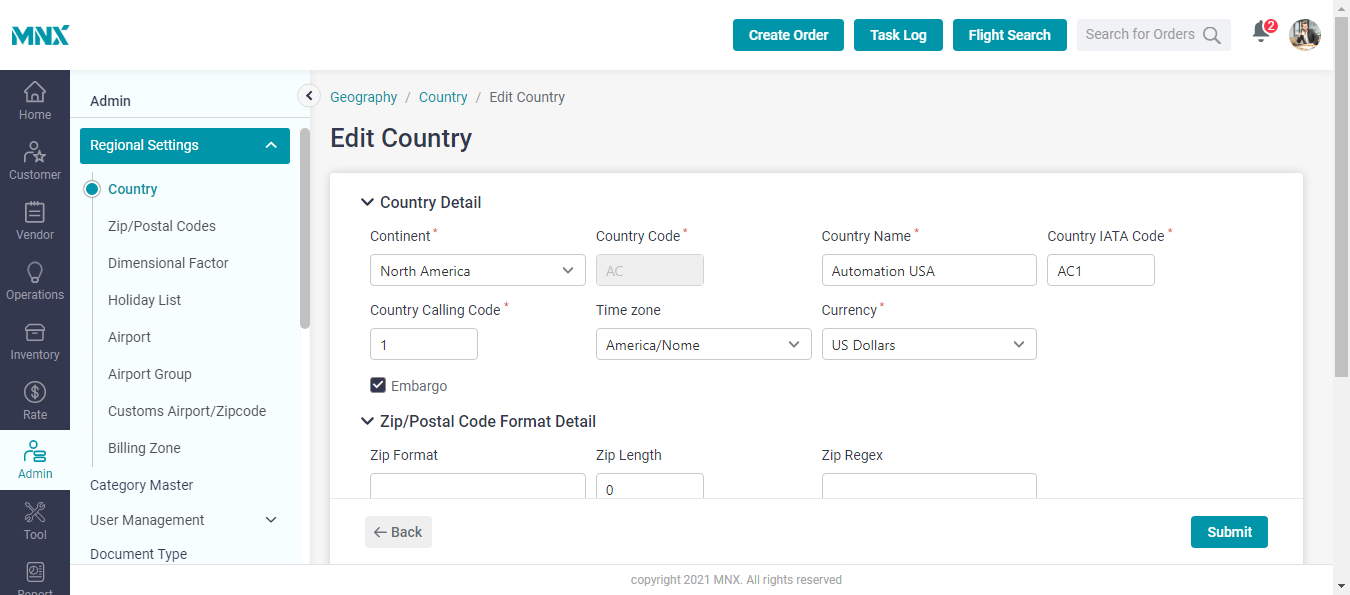 MNX
Create Order
Task Log
Flight Search
Search for Orders
2
Home
Customer
Vendor
Operations
Inventory
Rate
Admin
Tool
Report
Admin
Regional Settings
Country
Zip/Postal Codes
Dimensional Factor
Holiday List
Airport
Airport Group
Customs Airport/Zipcode
Billing Zone
Category Master
User Management
Document Type
Geography / Country / Edit Country
Edit Country
Country Detail
Continent * Country Code * Country Name * Country IATA Code *
North America AC Automation USA AC1
Country Calling Code * Time zone Currency *
1 America/Nome US Dollars
Embargo
Zip/Postal Code Format Detail
Zip Format Zip Length Zip Regex
0
Back
Submit
copyright 2021 MNX. All rights reserved